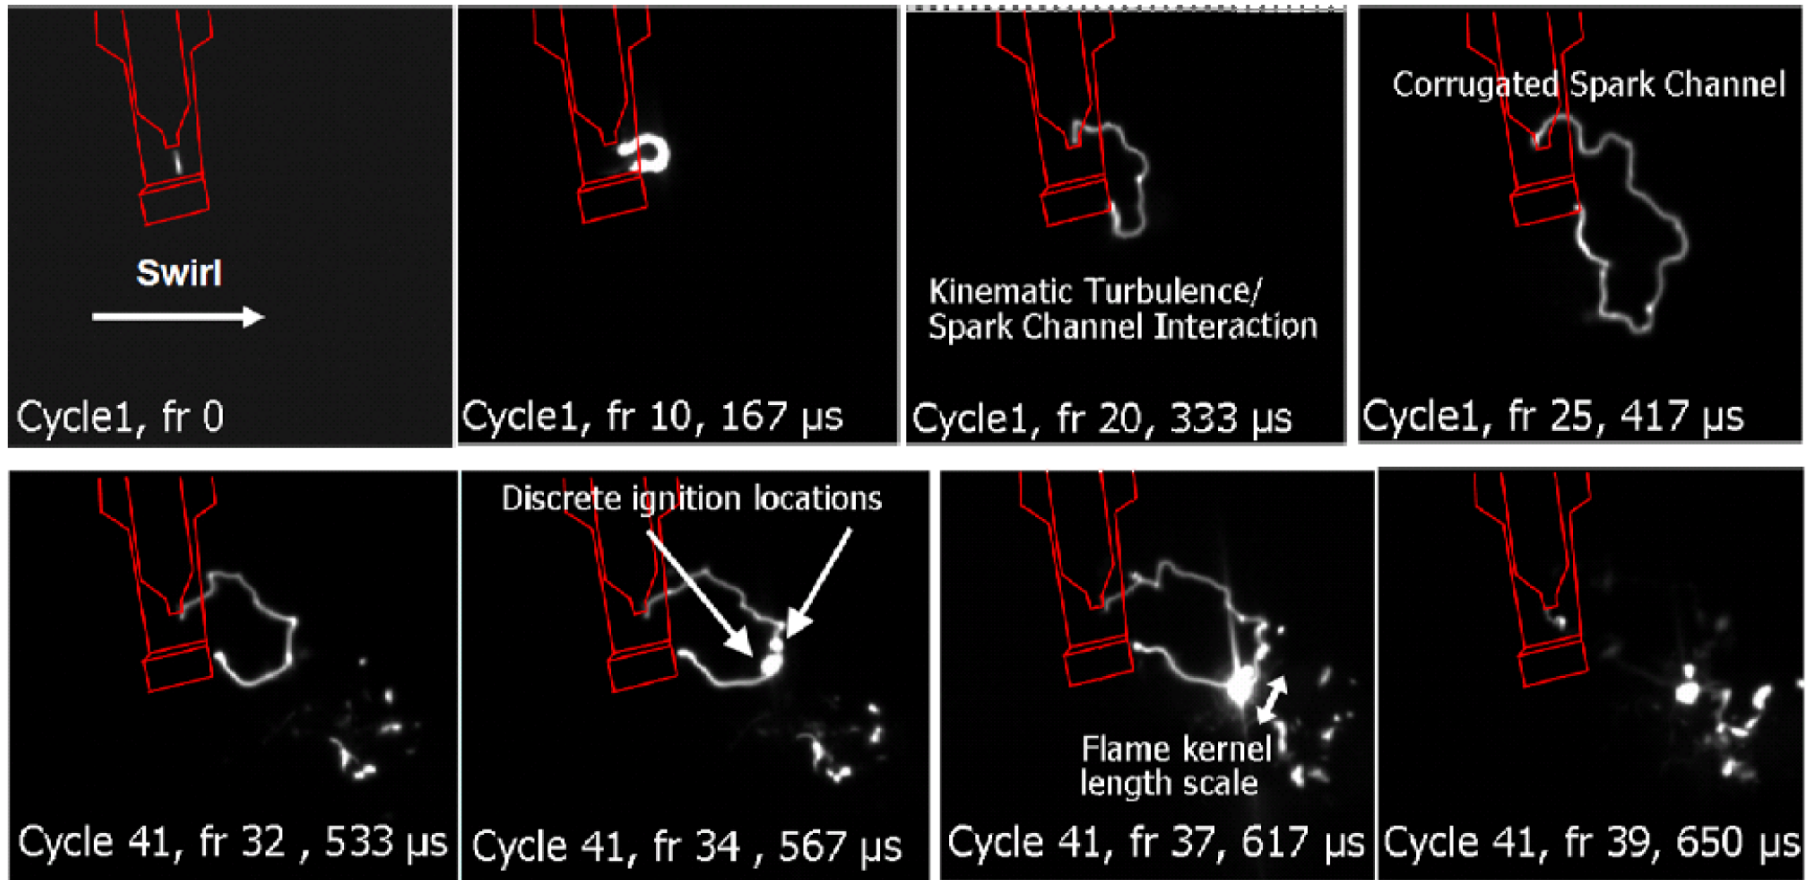 Swirl
Cycle1, fr 0
Cycle1, fr 10, 167 µs
Kinematic Turbulence/
Spark Channel Interaction
Cycle1, fr 20, 333 µs
Corrugated Spark Channel
Cycle1, fr 25, 417 µs
Cycle 41, fr 32 , 533 µs
Discrete ignition locations
Cycle 41, fr 34 , 567 µs
Flame kernel
length scale
Cycle 41, fr 37, 617 µs
Cycle 41, fr 39, 650 µs